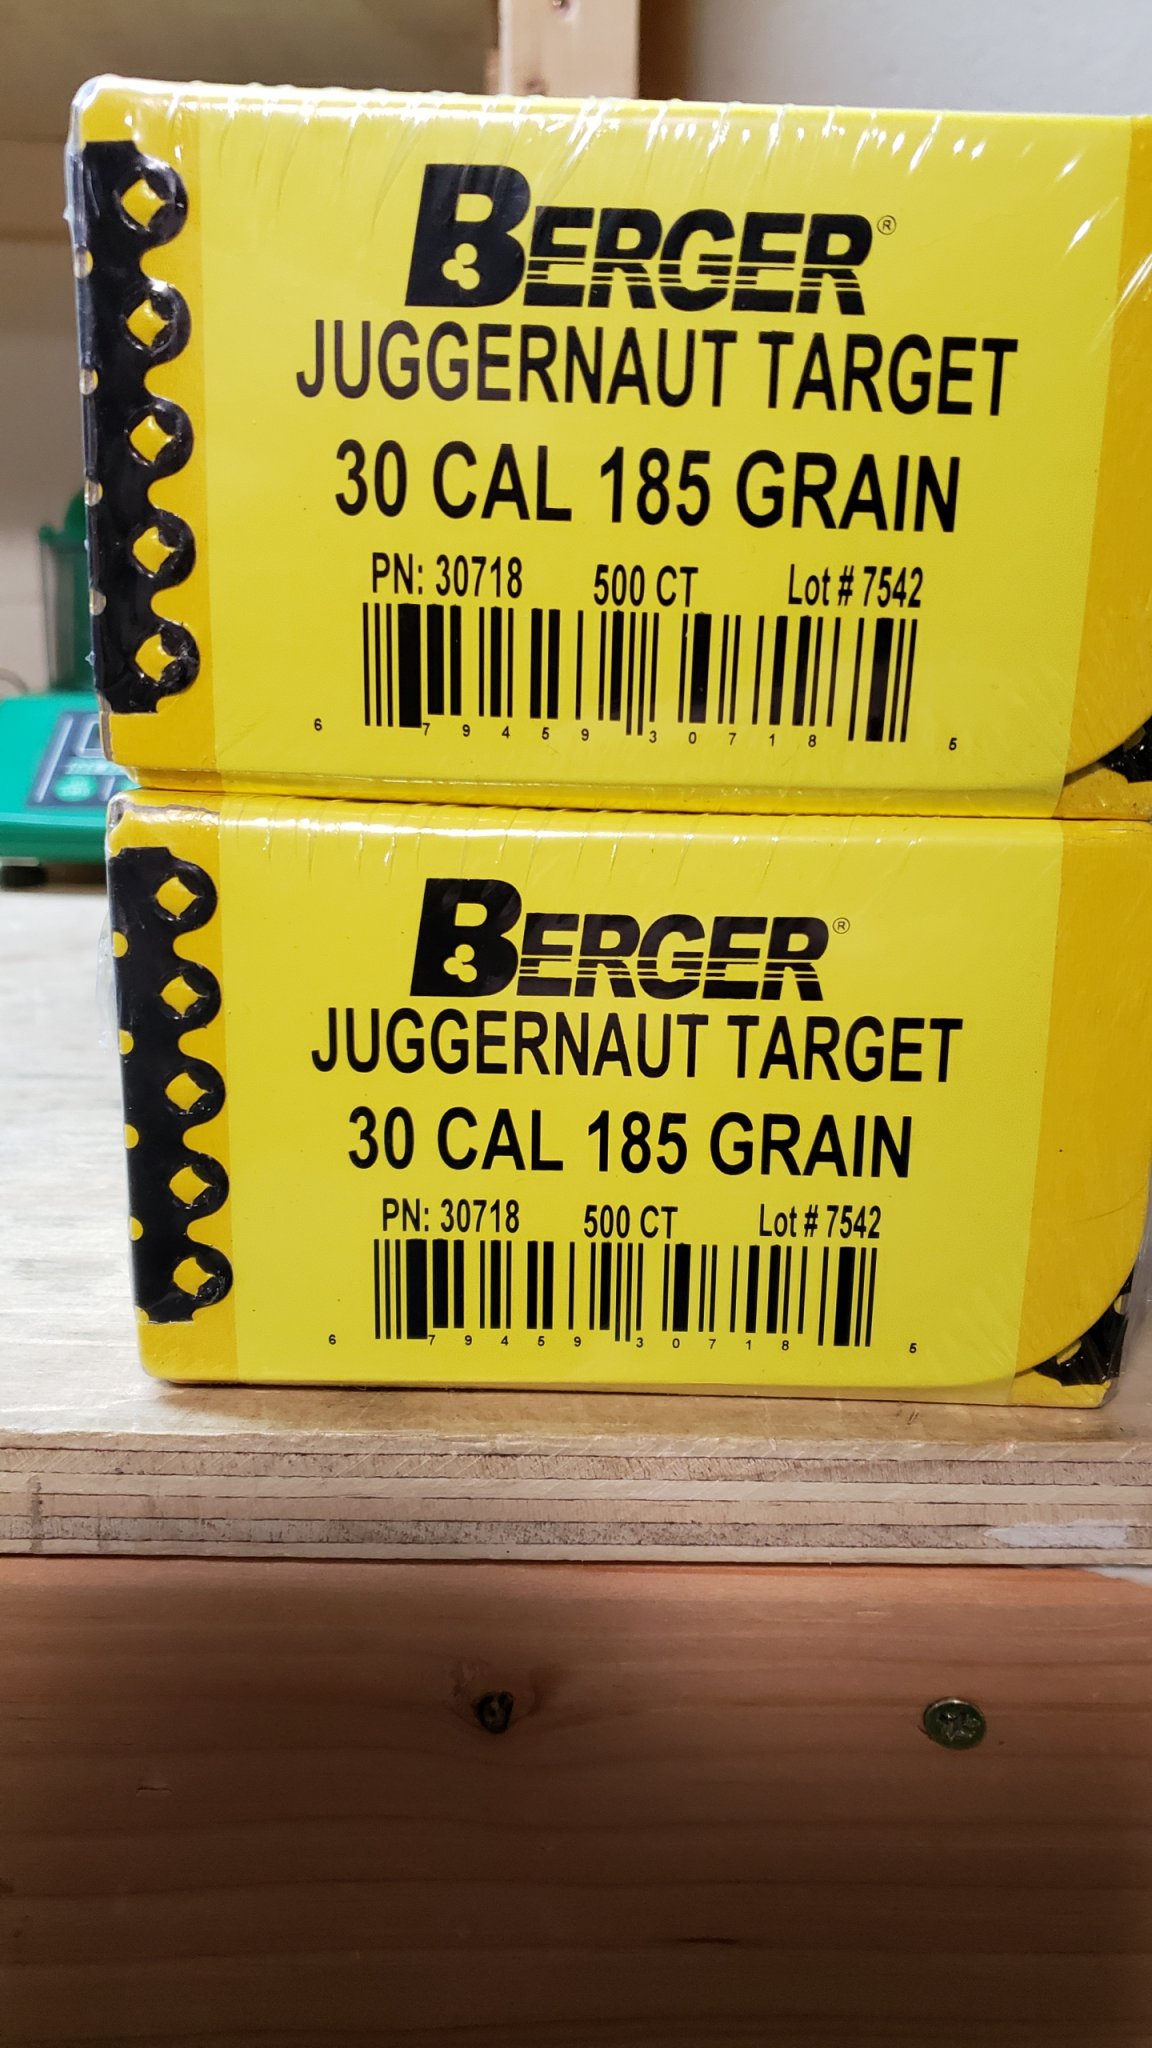 BERGER®
JUGGERNAUT TARGET
30 CAL 185 GRAIN
PN: 30718 500 CT Lot # 7542
6 79459 30718 5
BERGER®
JUGGERNAUT TARGET
30 CAL 185 GRAIN
PN: 30718 500 CT Lot # 7542
6 79459 30718 5